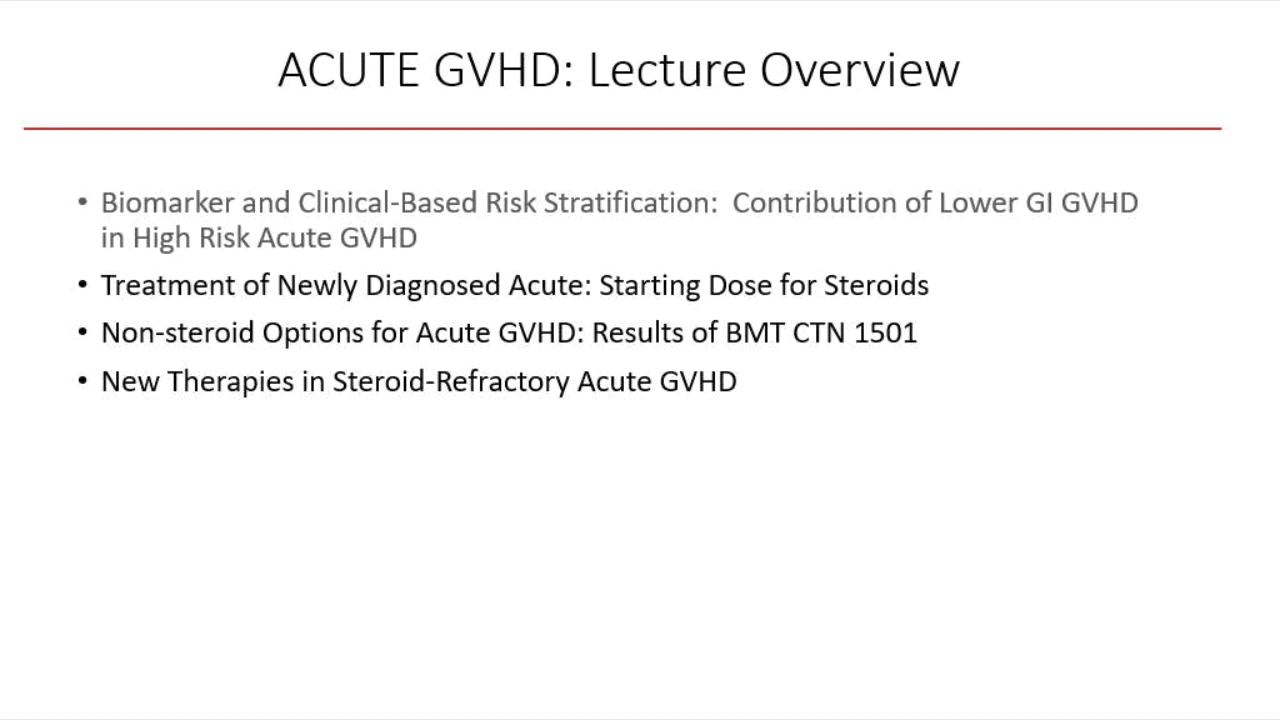 ACUTE GVHD: Lecture Overview
• Biomarker and Clinical-Based Risk Stratification:  Contribution of Lower GI GVHD
in High Risk Acute GVHD
• Treatment of Newly Diagnosed Acute: Starting Dose for Steroids
• Non-steroid Options for Acute GVHD: Results of BMT CTN 1501
• New Therapies in Steroid-Refractory Acute GVHD